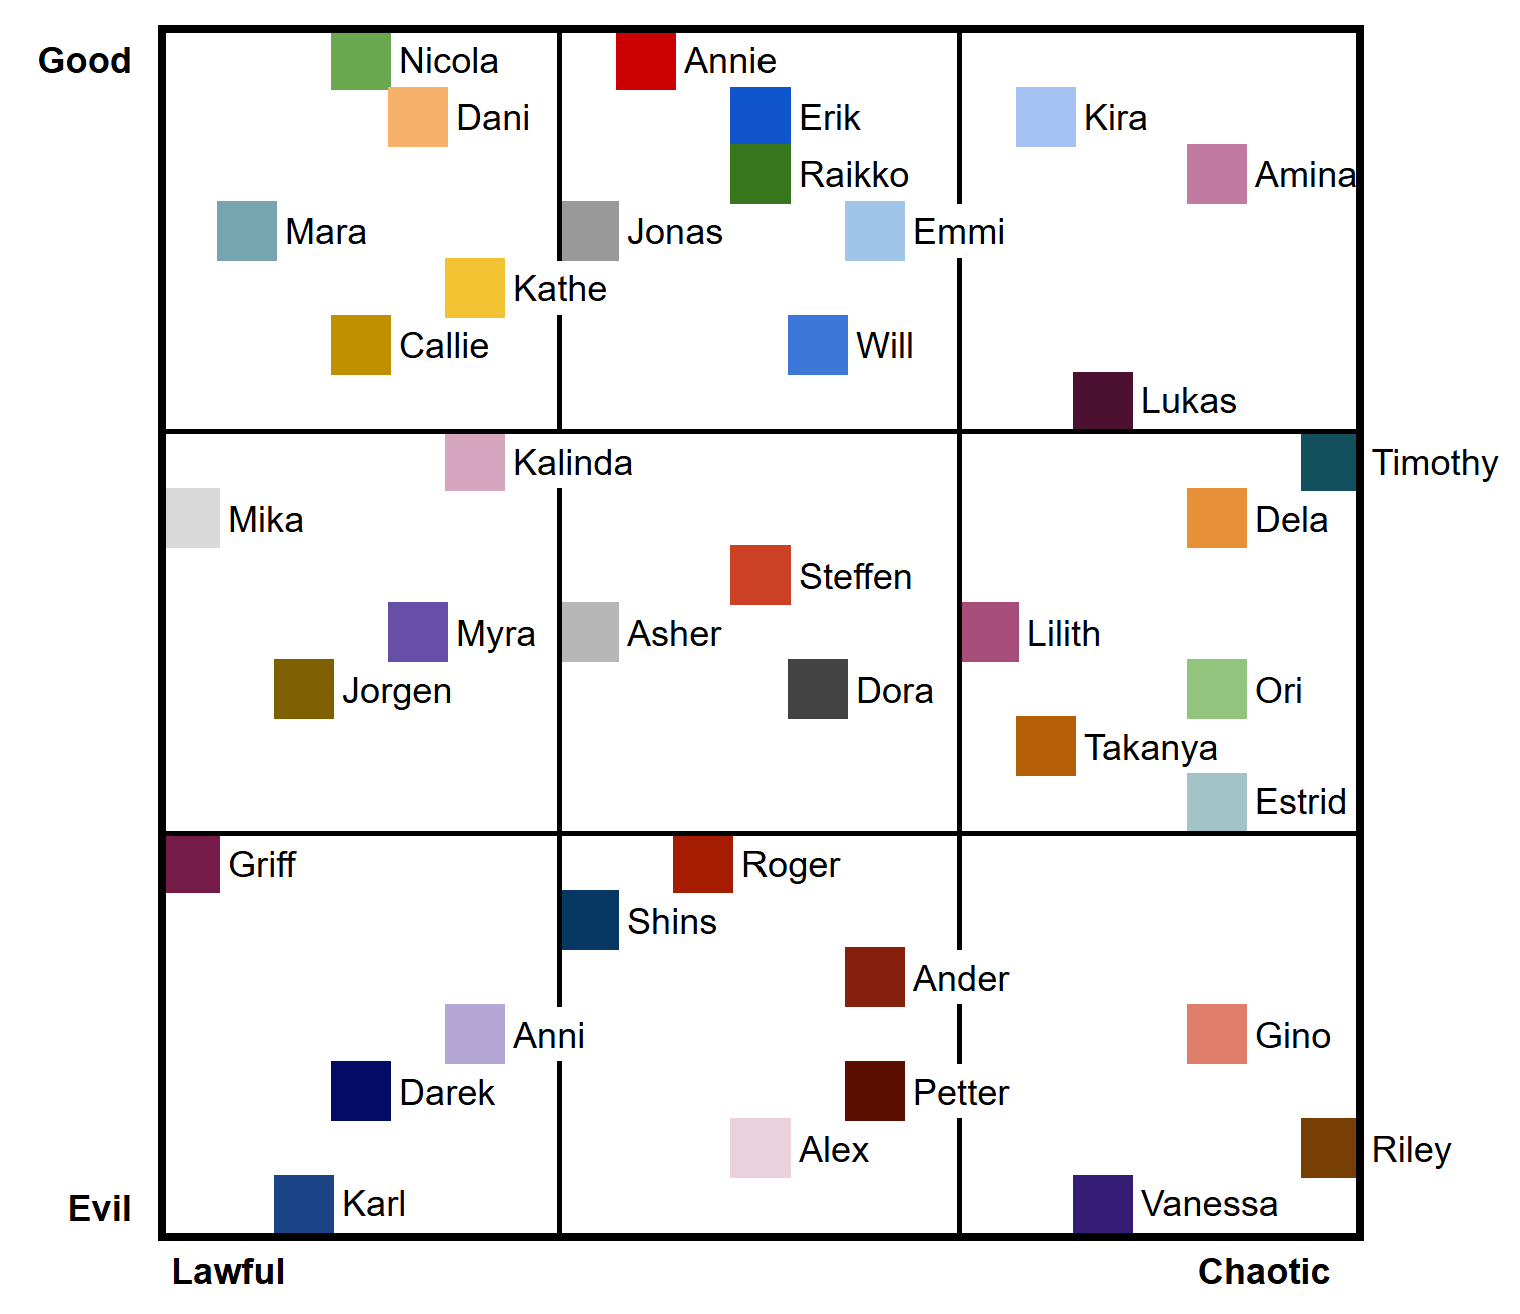 Good
Nicola
Annie
Dani
Erik
Kira
Raikko
Amina
Mara
Jonas
Emmi
Kathe
Callie
Will
Lukas
Kalinda
Timothy
Mika
Dela
Steffen
Myra
Asher
Lilith
Jorgen
Dora
Ori
Takanya
Estrid
Griff
Roger
Shins
Ander
Anni
Gino
Darek
Petter
Alex
Riley
Evil
Karl
Vanessa
Lawful
Chaotic